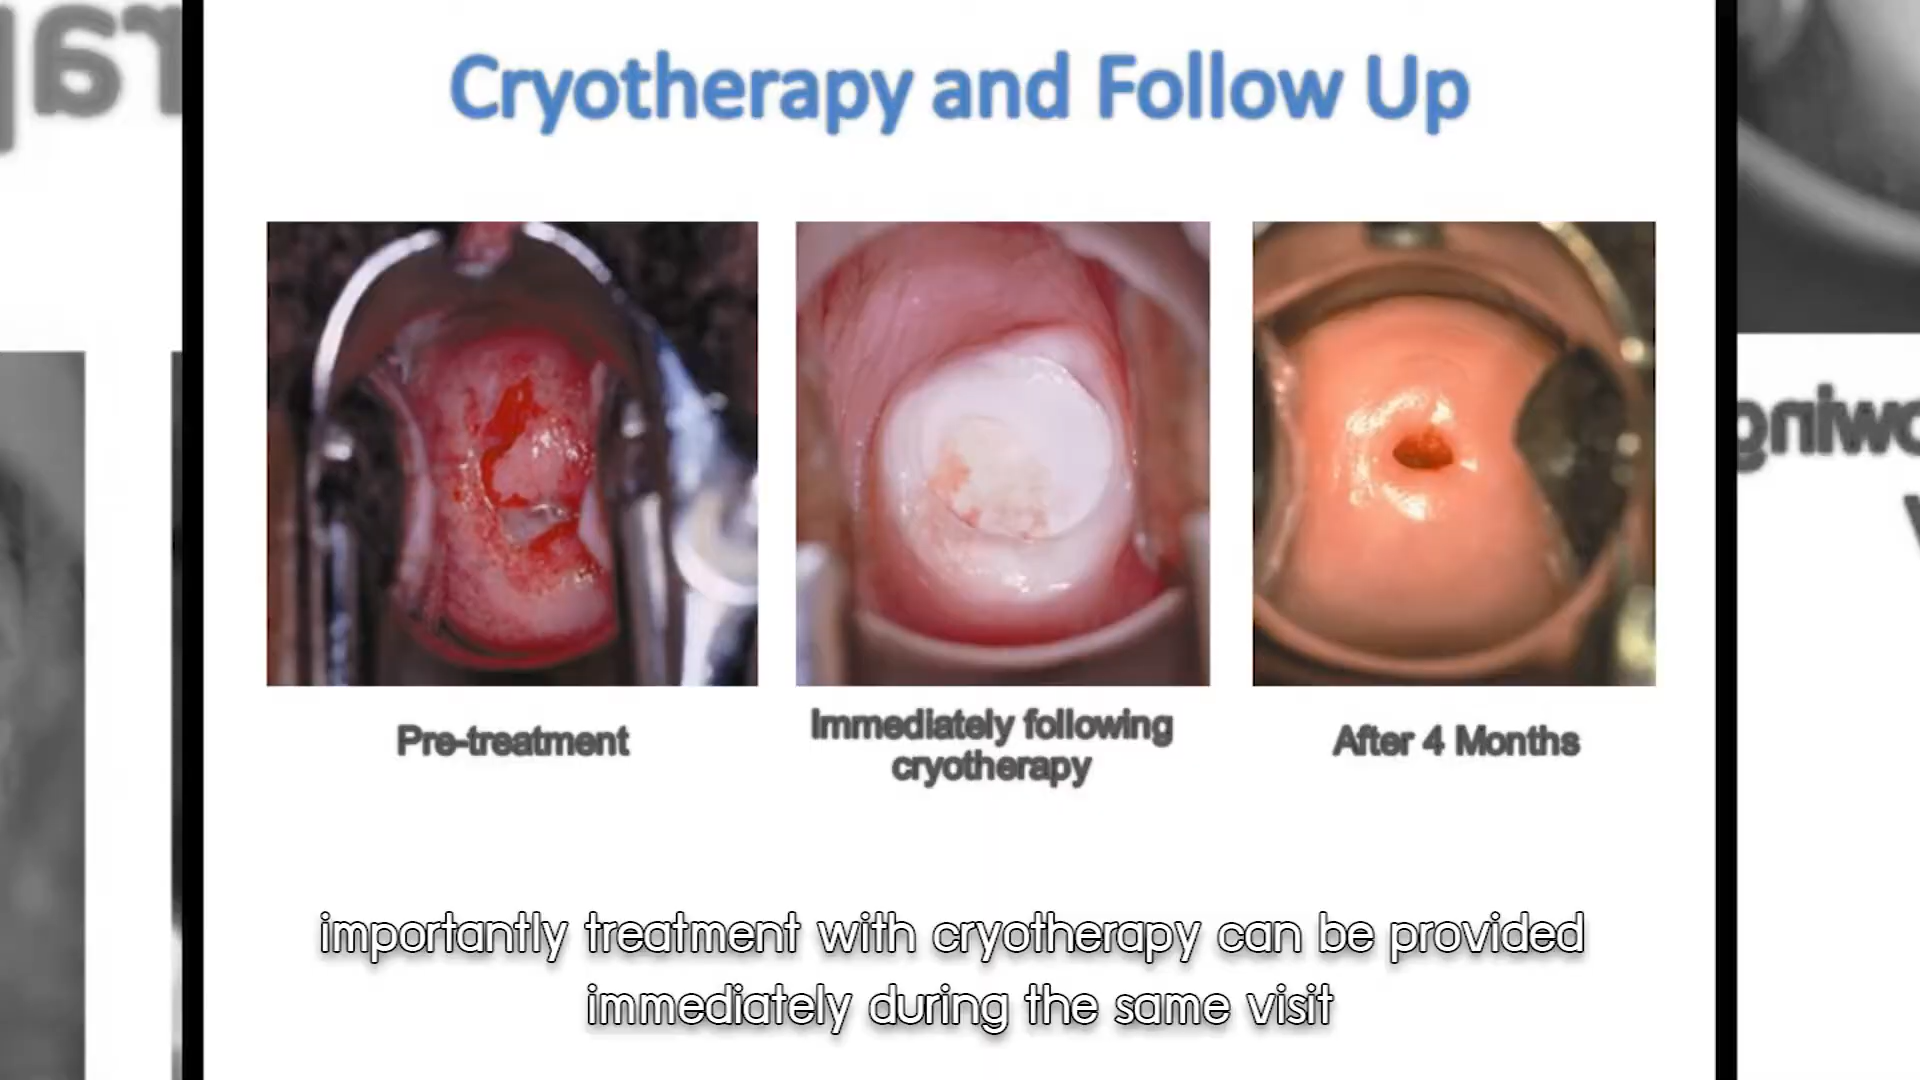 Cryotherapy and Follow Up
Pre-treatment
Immediately following
cryotherapy
After 4 Months
importantly treatment with cryotherapy can be provided
immediately during the same visit